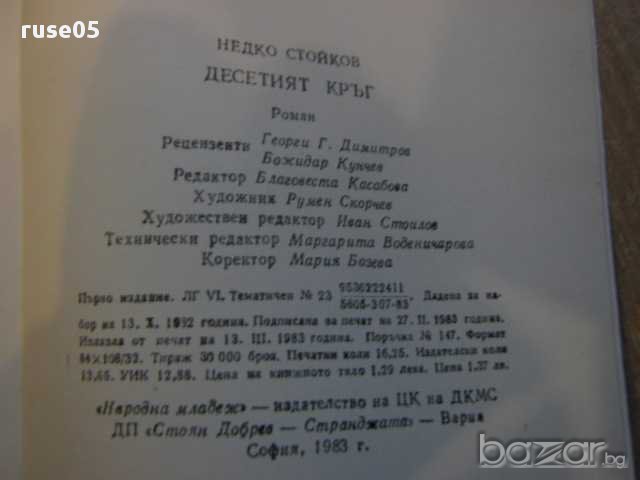 ruse05
НЕДКО СТОЙКОВ
ДЕСЕТИЯТ КРЪГ
Роман
Рецензенти Георги Г. Димитров
Божидар Кунчев
Редактор Благовеста Касабова
Художник Румен Скорчев
Художествен редактор Иван Стоилов
Технически редактор Маргарита Воденичарова
Коректор Мария Бозева
Първо издание. ЛГ VI. Тематичен № 23 9536222411 / 5605-307-83. Дадена за на-
бор на 13. X. 1982 година. Подписана за печат на 27. II. 1983 година.
Излязла от печат на 13. III. 1983 година. Поръчка № 147. Формат
84×108/32. Тираж 30 000 броя. Печатни коли 16,25. Издателски коли
13,65. УИК 12,88. Цена на книжното тяло 1,29 лева. Цена 1,37 лв.
«Народна младеж» — издателство на ЦК на ДКМС
ДП «Стоян Добрев — Странджата» — Варна
София, 1983 г.
bazar.bg